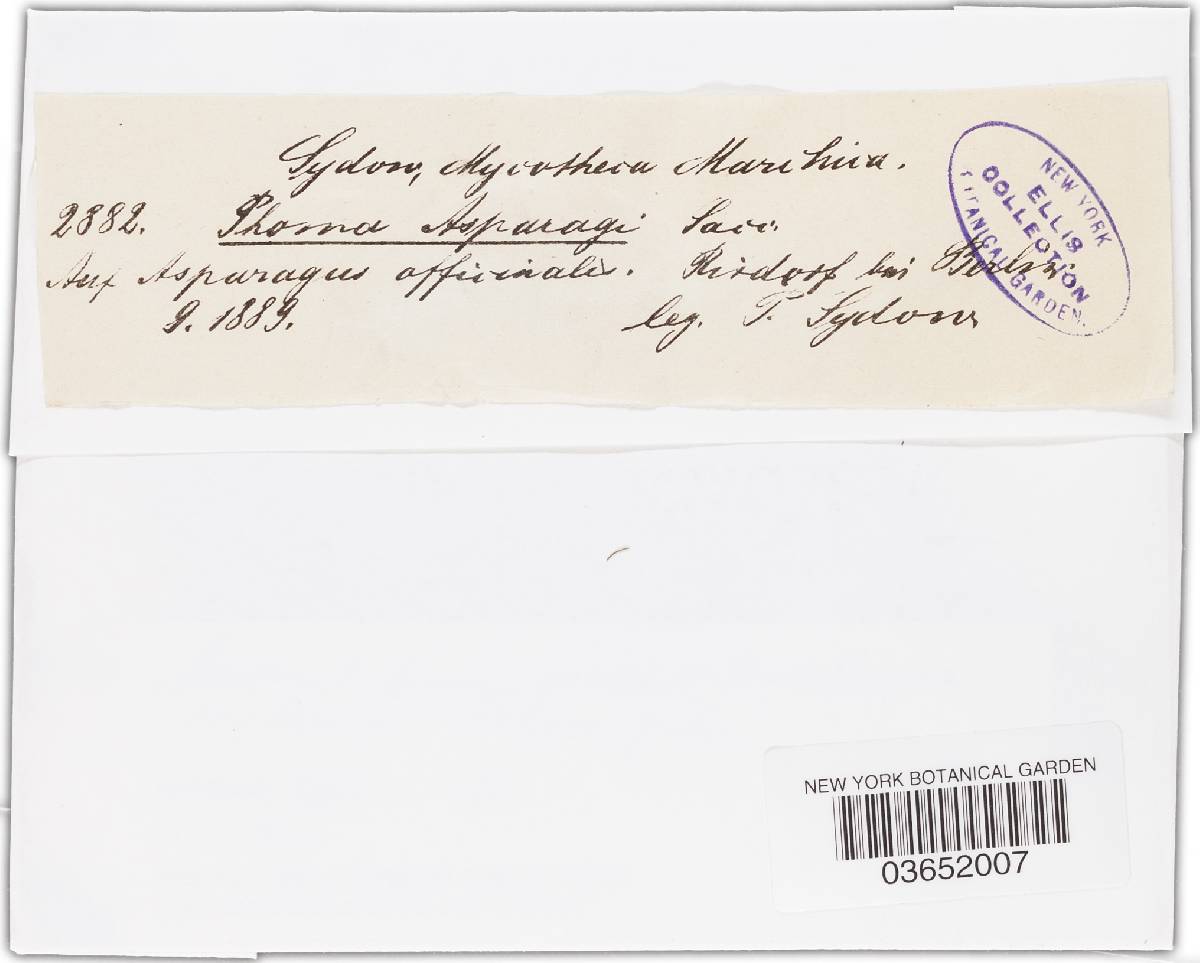 Sydow, Mycotheca Marchica.
2882. Phoma Asparagi Sacc.
Auf Asparagus officinalis. Rixdorf bei Berlin
9. 1889. leg. P. Sydow
NEW YORK
ELLIS
COLLECTION
BOTANICAL GARDEN.
NEW YORK BOTANICAL GARDEN
03652007